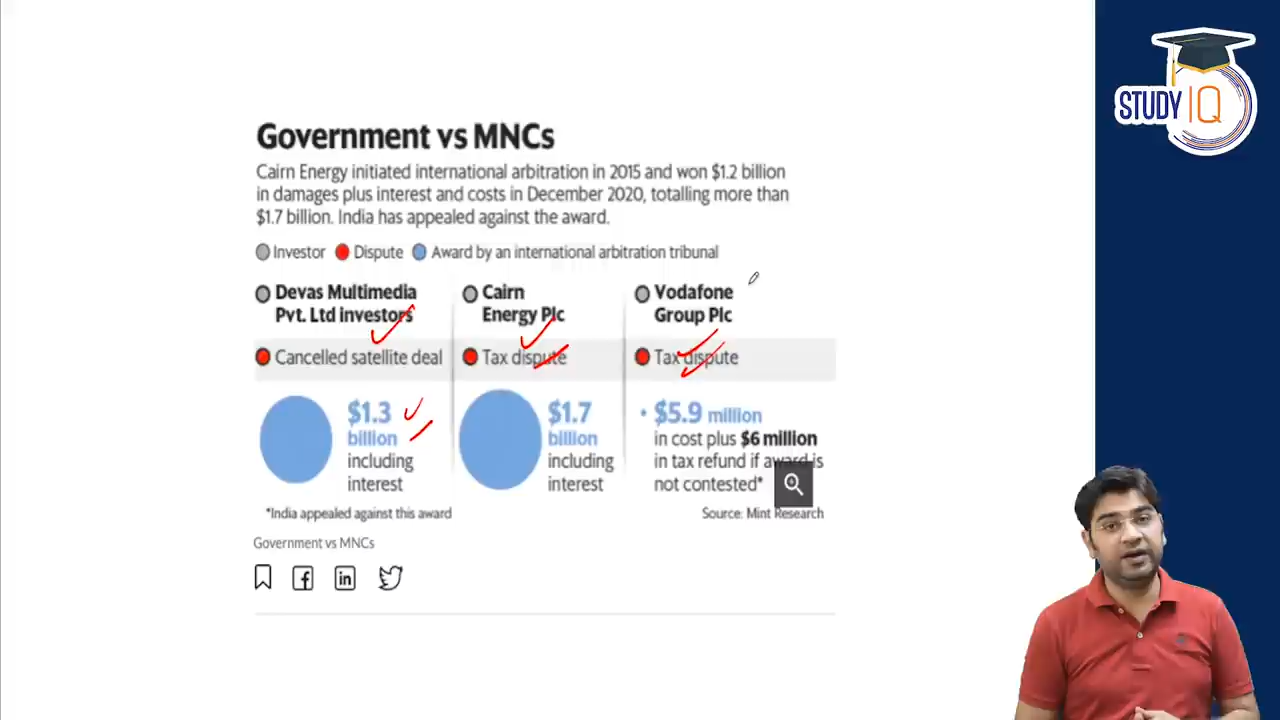 STUDY IQ
Government vs MNCs
Cairn Energy initiated international arbitration in 2015 and won $1.2 billion
in damages plus interest and costs in December 2020, totalling more than
$1.7 billion. India has appealed against the award.
Investor Dispute Award by an international arbitration tribunal
Devas Multimedia
Pvt. Ltd investors
Cancelled satellite deal
$1.3
billion
including
interest
Cairn
Energy Plc
Tax dispute
$1.7
billion
including
interest
Vodafone
Group Plc
Tax dispute
• $5.9 million
in cost plus $6 million
in tax refund if award is
not contested*
*India appealed against this award
Source: Mint Research
Government vs MNCs